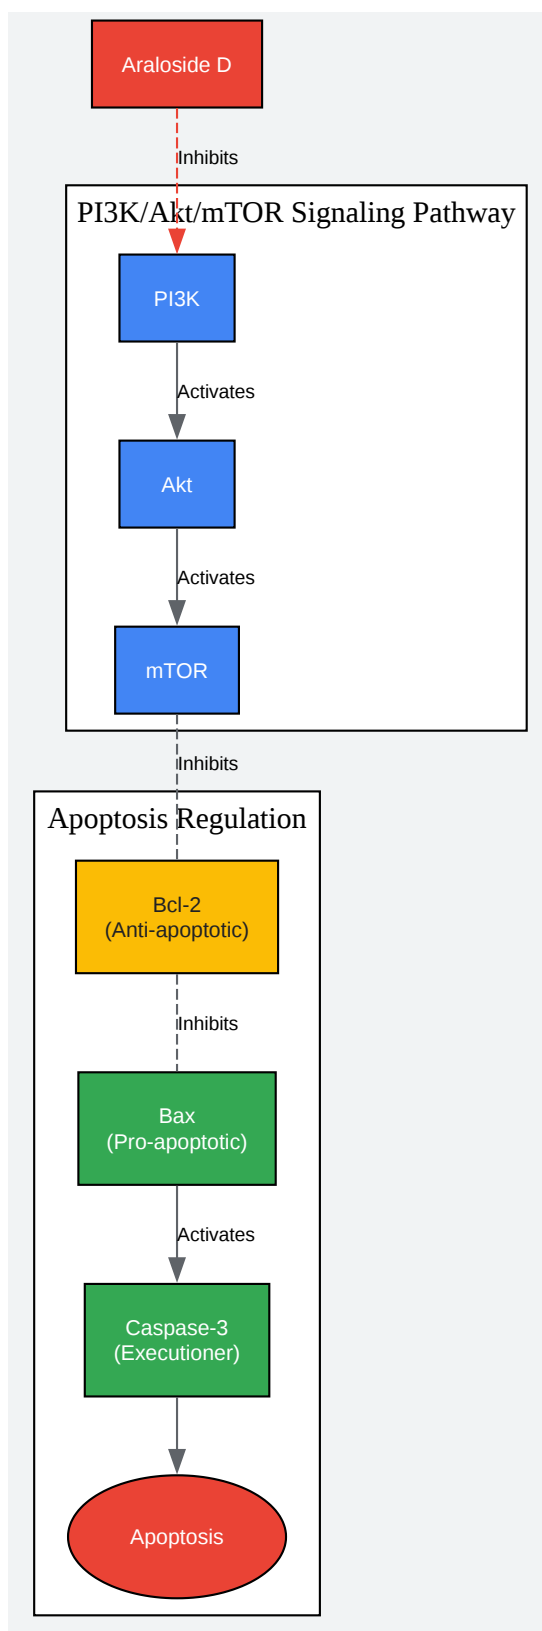 Araloside D
Inhibits
PI3K/Akt/mTOR Signaling Pathway
PI3K
Activates
Akt
Activates
mTOR
Inhibits
Apoptosis Regulation
Bcl-2
(Anti-apoptotic)
Inhibits
Bax
(Pro-apoptotic)
Activates
Caspase-3
(Executioner)
Apoptosis